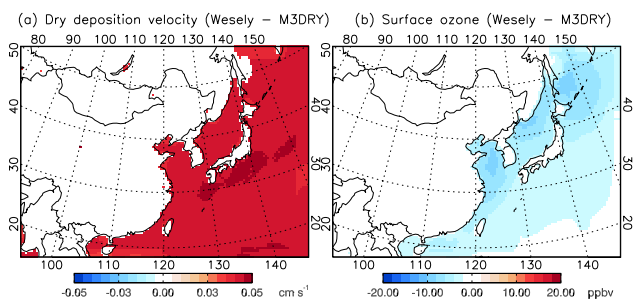 (a) Dry deposition velocity (Wesely - M3DRY)
(b) Surface ozone (Wesely - M3DRY)
80 90 100 110 120 130 140 150
80 90 100 110 120 130 140 150
50 50
40 40 40 40
30 30 30 30
20 20 20 20
100 110 120 130 140
100 110 120 130 140
-0.05 -0.03 0.00 0.03 0.05 cm s-1
-20.00 -10.00 0.00 10.00 20.00 ppbv